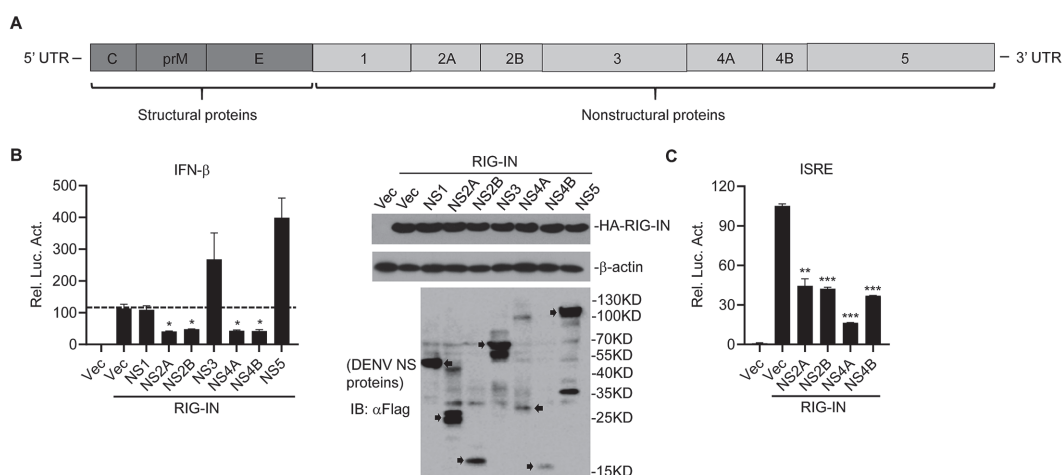 A
5' UTR
C prM E 1 2A 2B 3 4A 4B 5
3' UTR
Structural proteins
Nonstructural proteins
B
IFN-β
Rel. Luc. Act.
500
400
300
200
100
0
Vec Vec NS1 NS2A NS2B NS3 NS4A NS4B NS5
* * * *
RIG-IN
RIG-IN
Vec Vec NS1 NS2A NS2B NS3 NS4A NS4B NS5
-HA-RIG-IN
-β-actin
(DENV NS
proteins)
IB: αFlag
-130KD
-100KD
-70KD
-55KD
-40KD
-35KD
-25KD
-15KD
C
ISRE
Rel. Luc. Act.
120
90
60
30
0
** *** *** ***
Vec Vec NS2A NS2B NS4A NS4B
RIG-IN